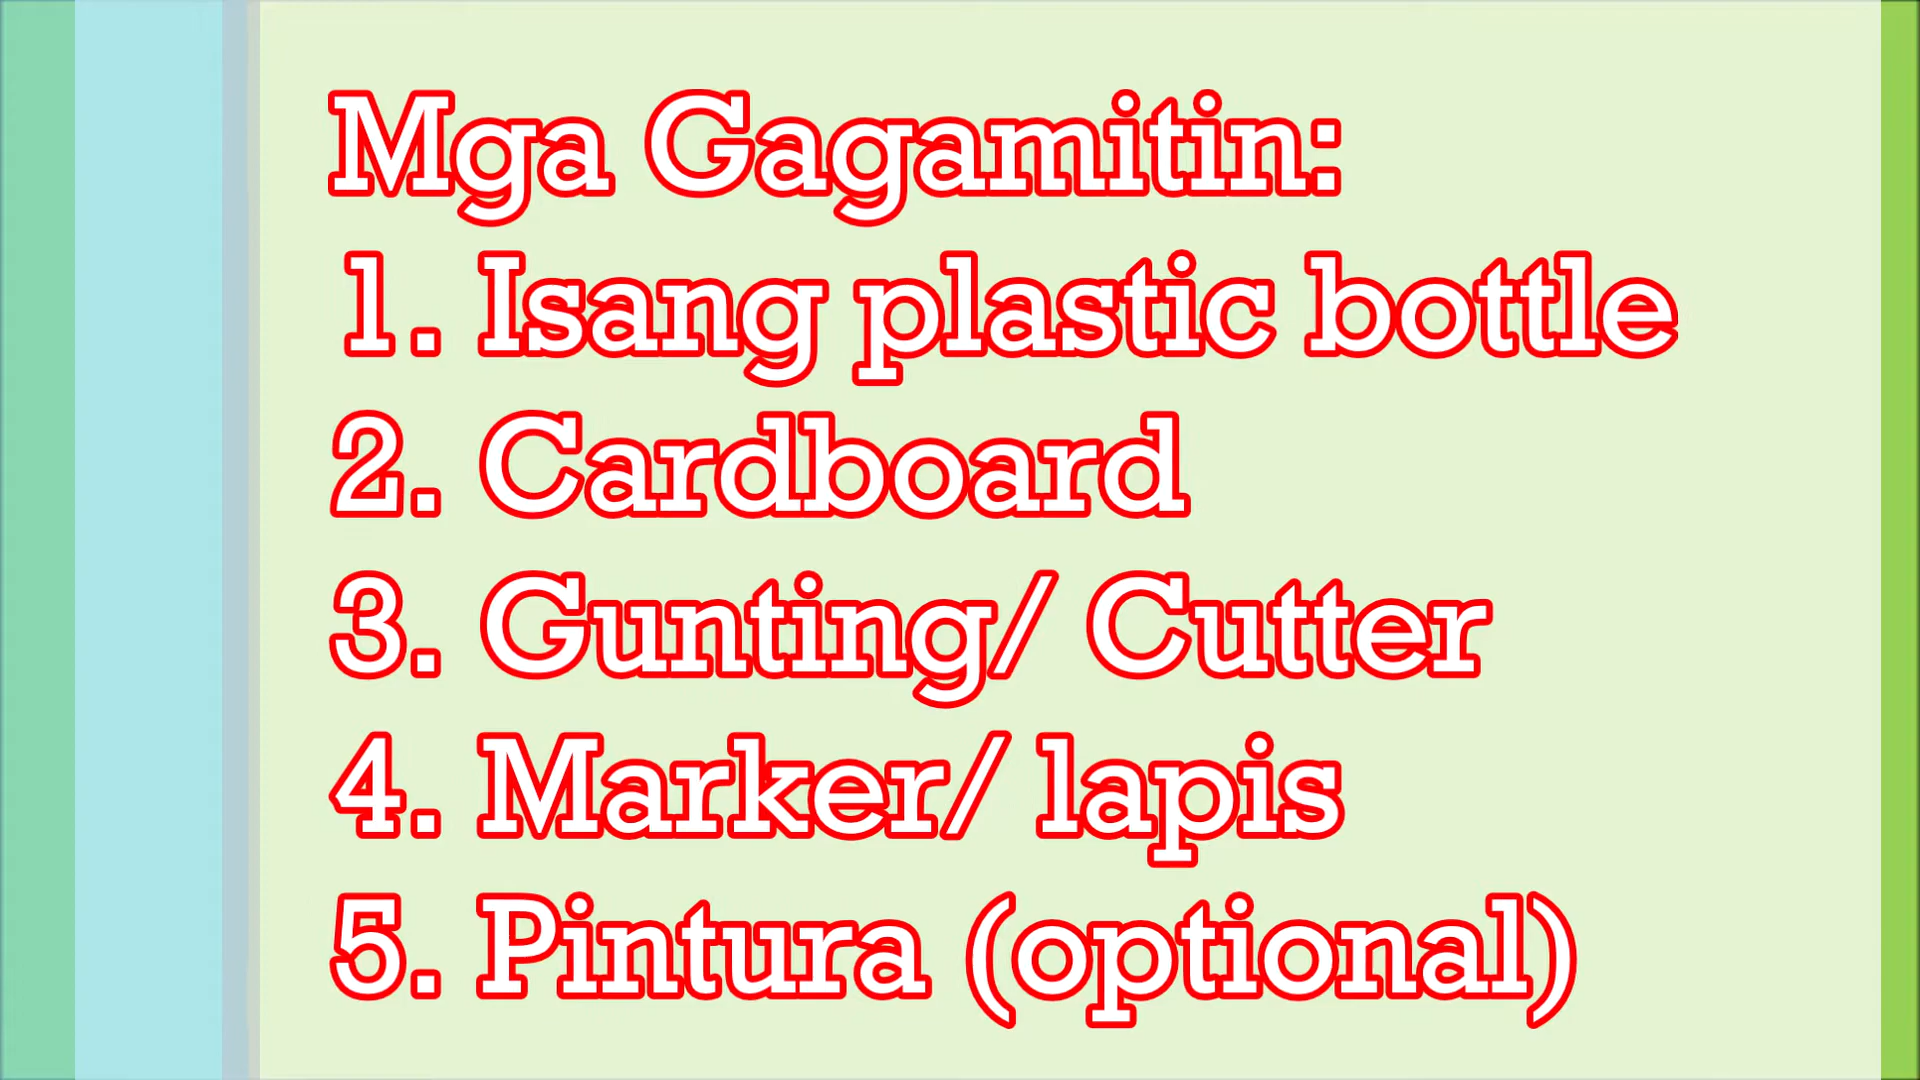 Mga Gagamitin:
1. Isang plastic bottle
2. Cardboard
3. Gunting/ Cutter
4. Marker/ lapis
5. Pintura (optional)